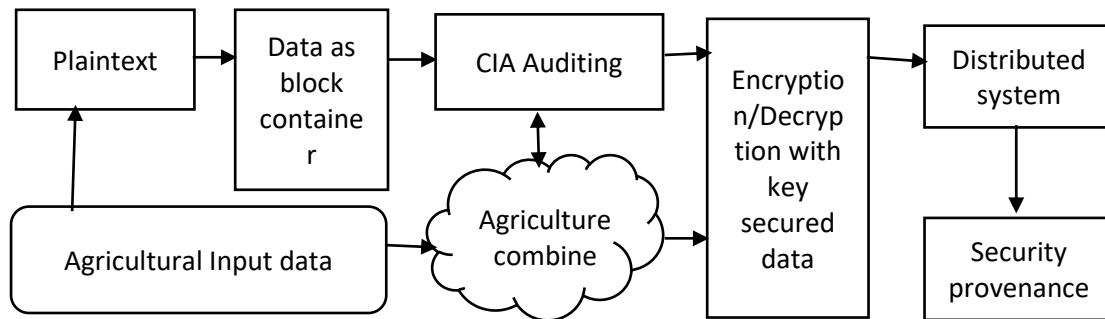 Plaintext
Data as
block
containe
r
CIA Auditing
Encryptio
n/Decryp
tion with
key
secured
data
Distributed
system
Agricultural Input data
Agriculture
combine
Security
provenance